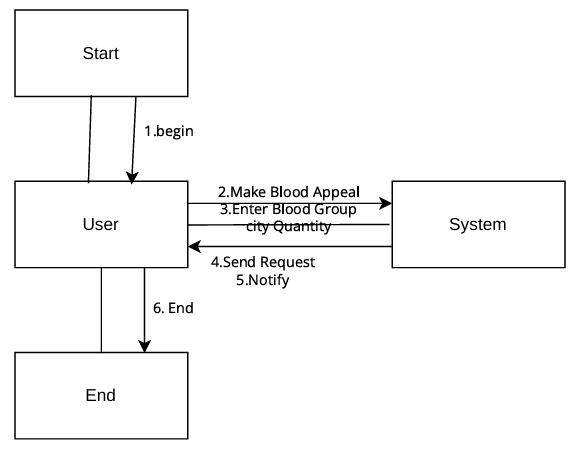 Start
1.begin
2.Make Blood Appeal
3.Enter Blood Group
city Quantity
User
System
4.Send Request
5.Notify
6. End
End